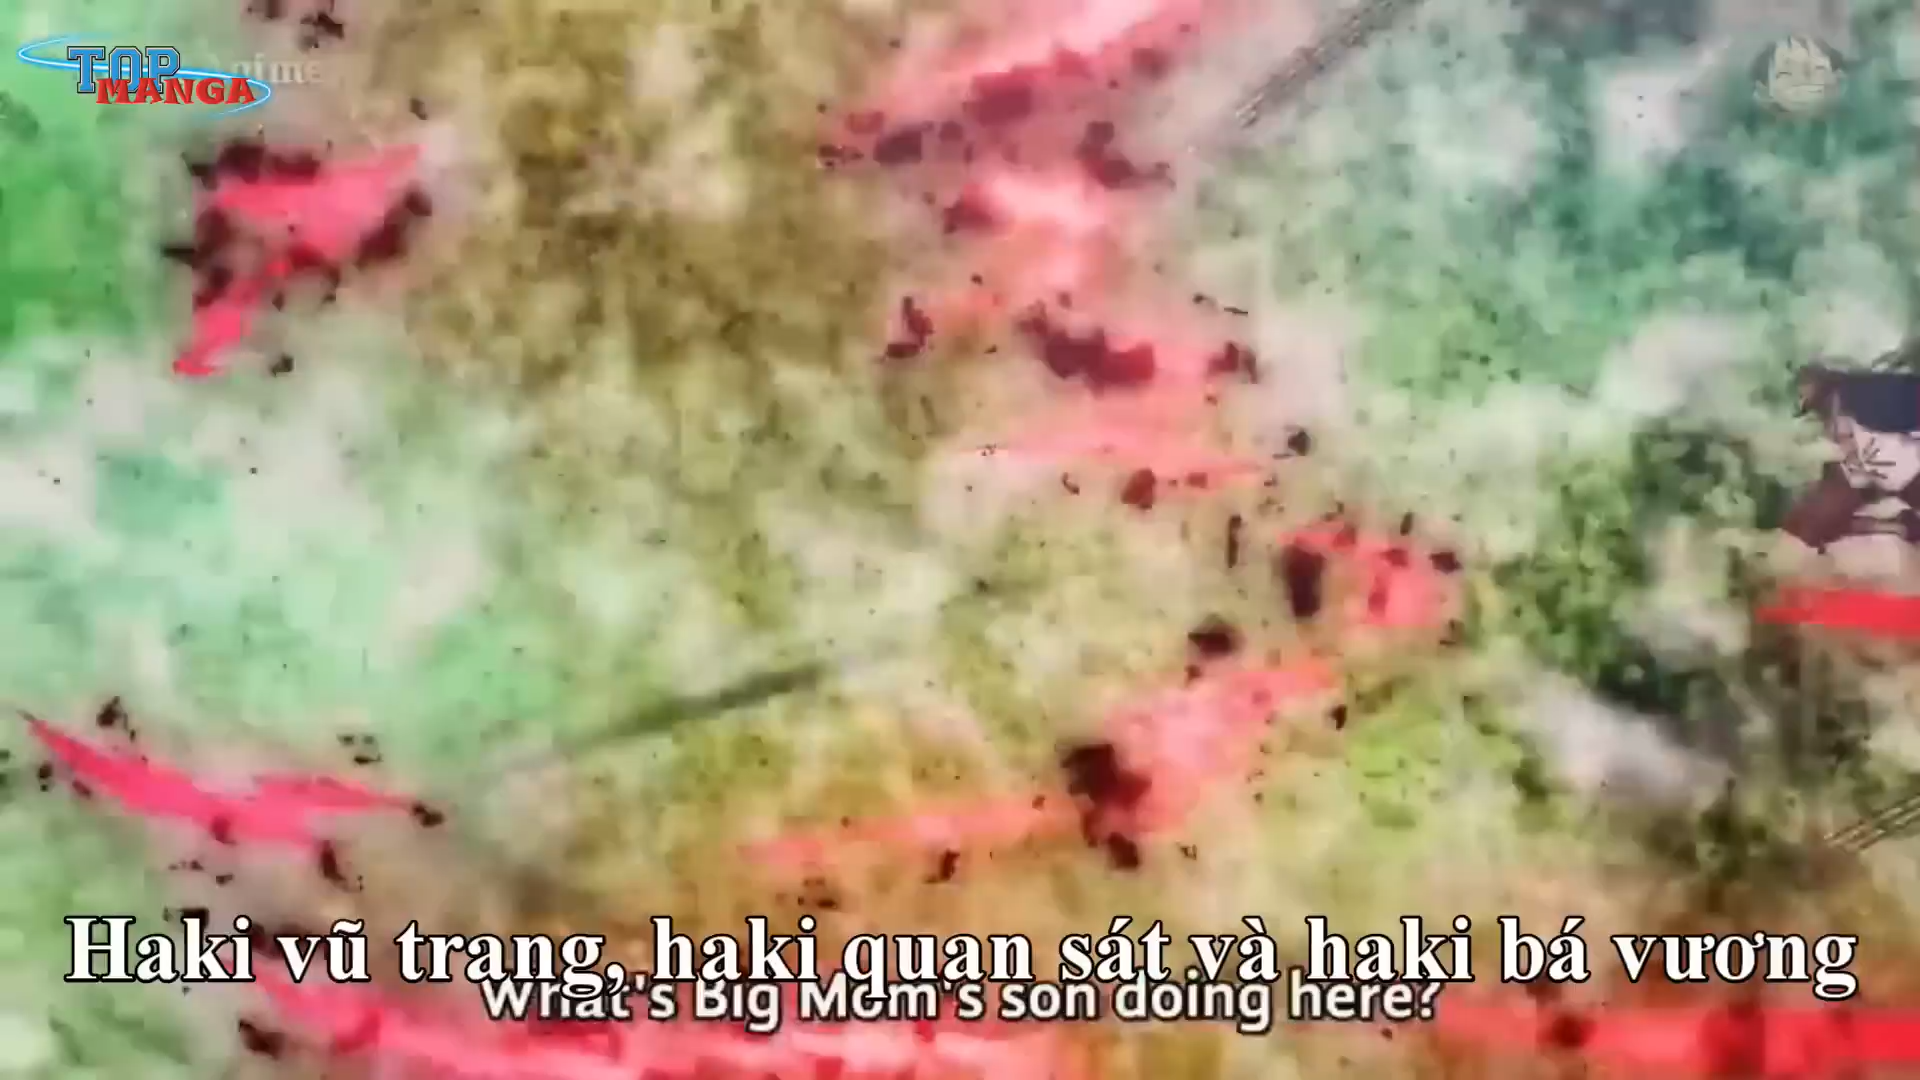 TOP
MANGA
Haki vũ trang, haki quan sát và haki bá vương
What's Big Mom's son doing here?